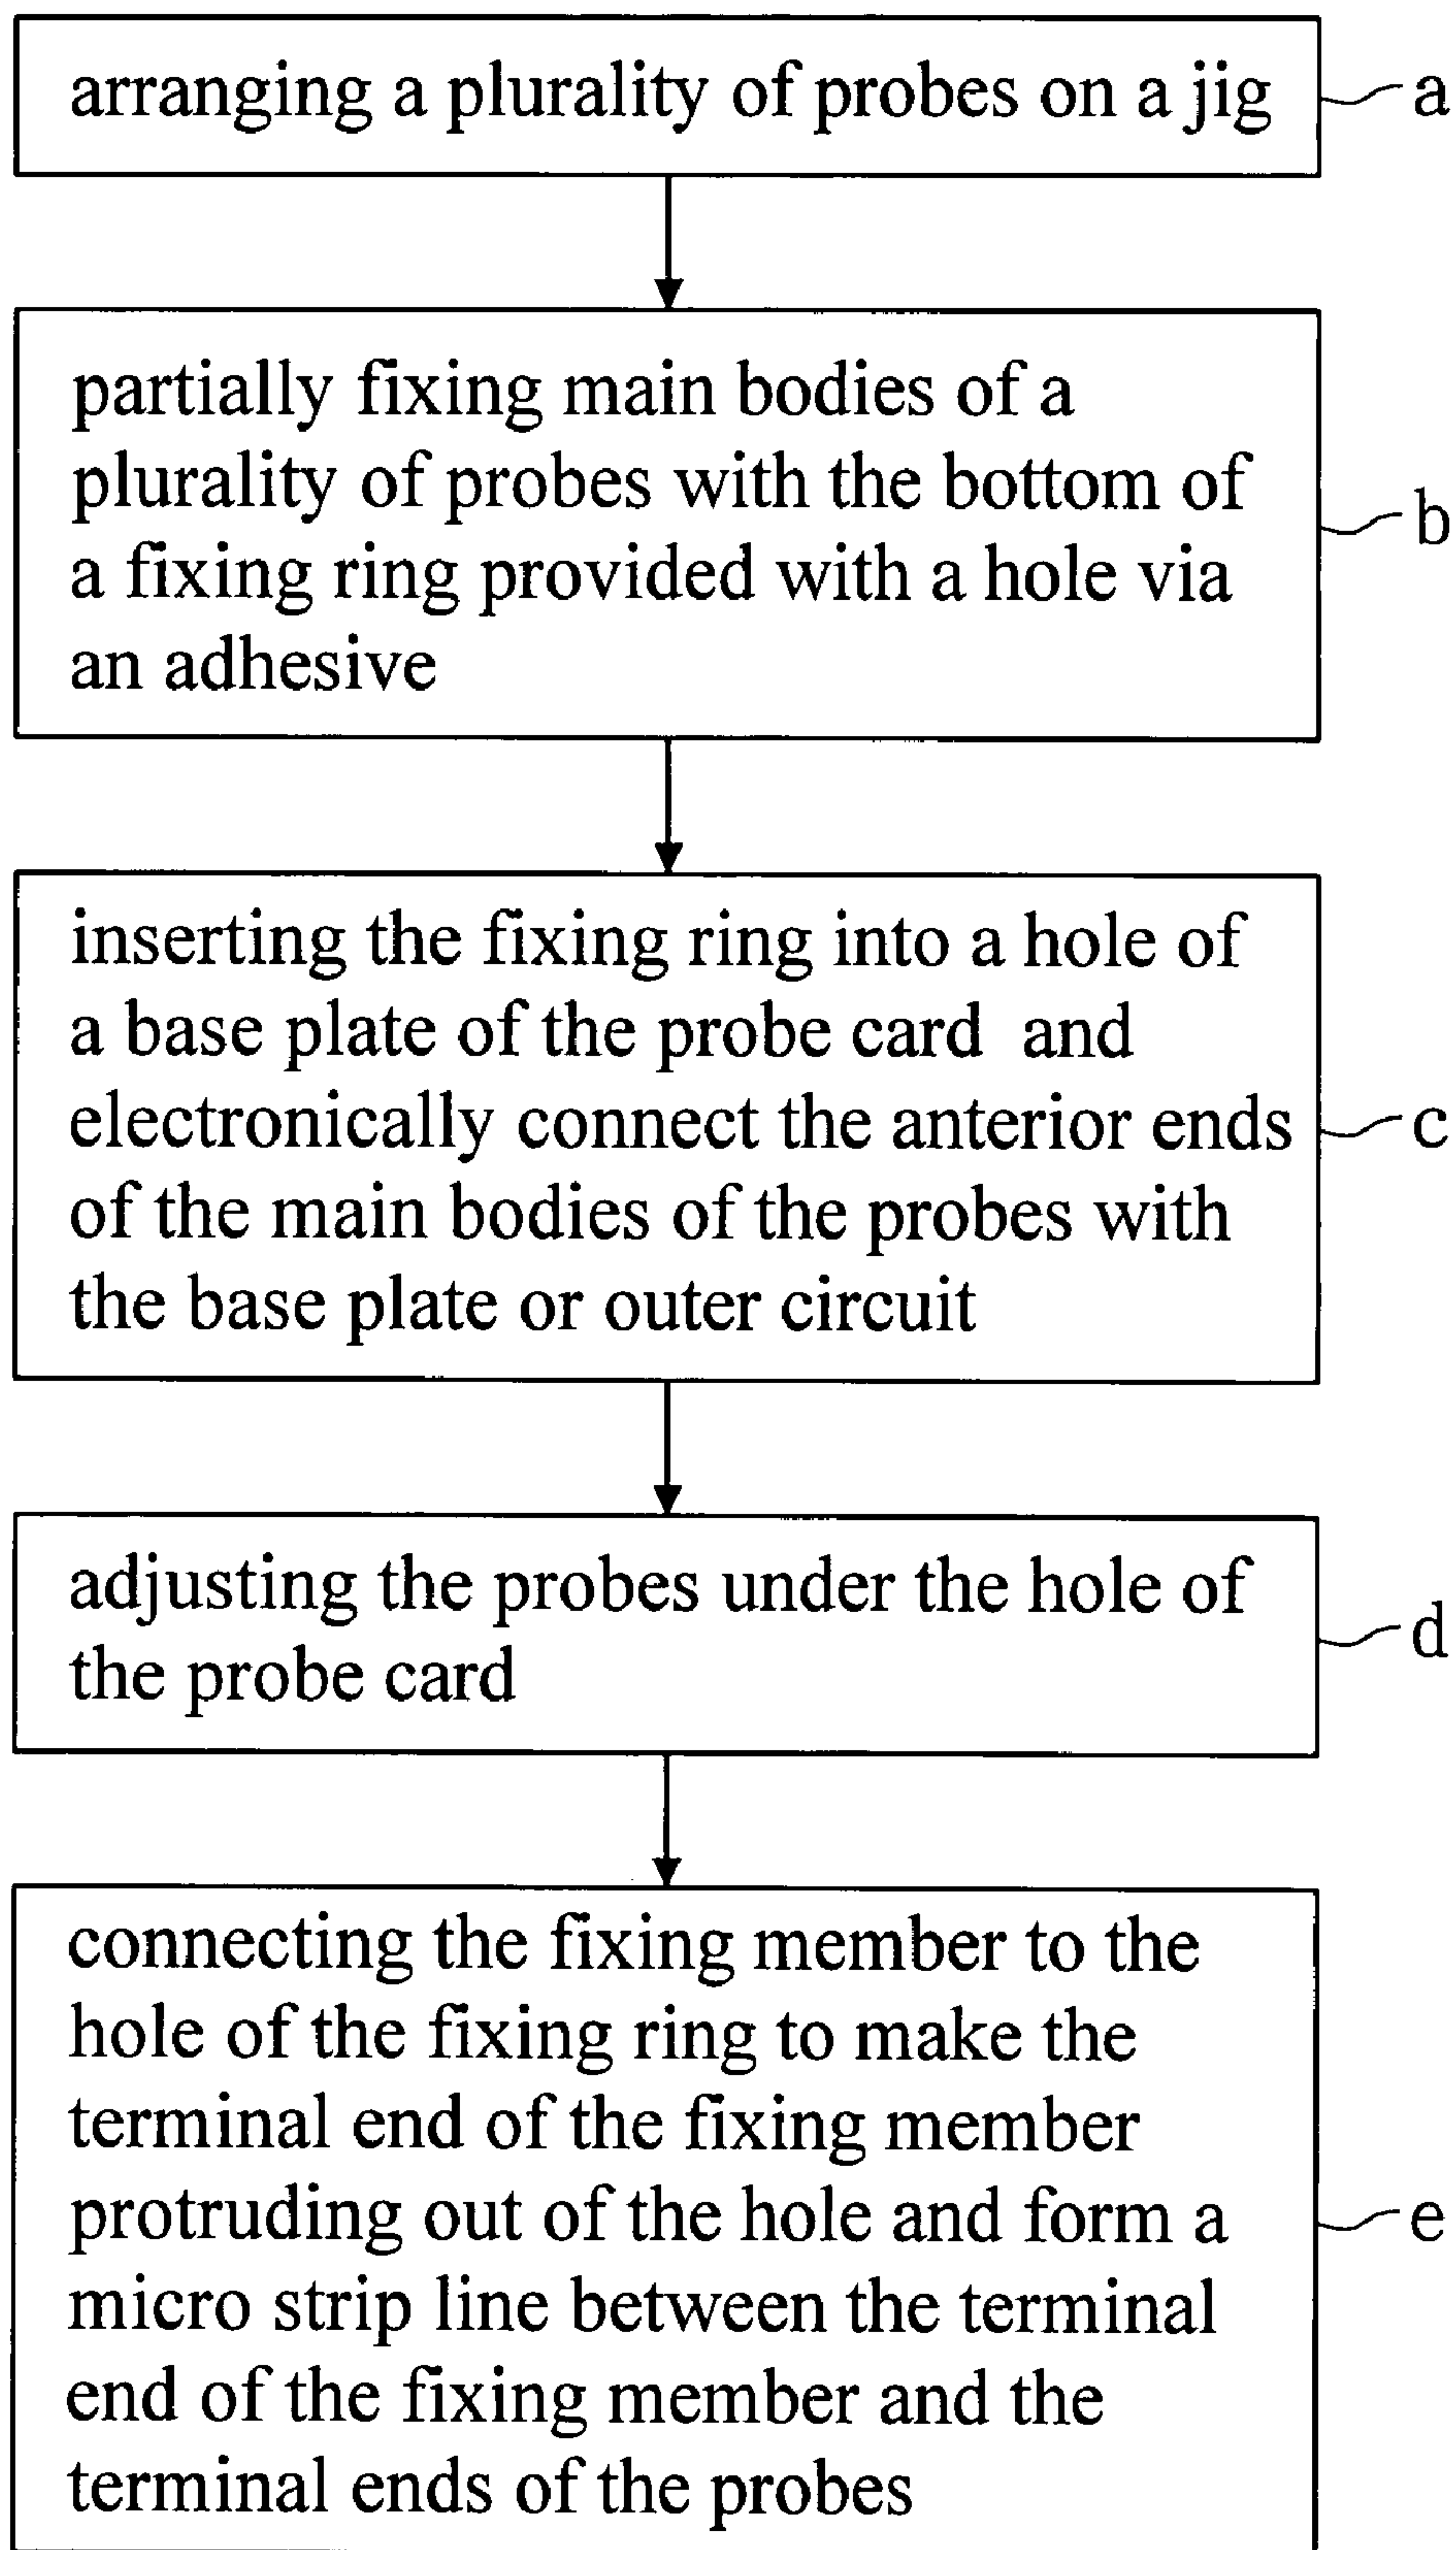 arranging a plurality of probes on a jig
a
partially fixing main bodies of a
plurality of probes with the bottom of
a fixing ring provided with a hole via
an adhesive
b
inserting the fixing ring into a hole of
a base plate of the probe card and
electronically connect the anterior ends
of the main bodies of the probes with
the base plate or outer circuit
c
adjusting the probes under the hole of
the probe card
d
connecting the fixing member to the
hole of the fixing ring to make the
terminal end of the fixing member
protruding out of the hole and form a
micro strip line between the terminal
end of the fixing member and the
terminal ends of the probes
e